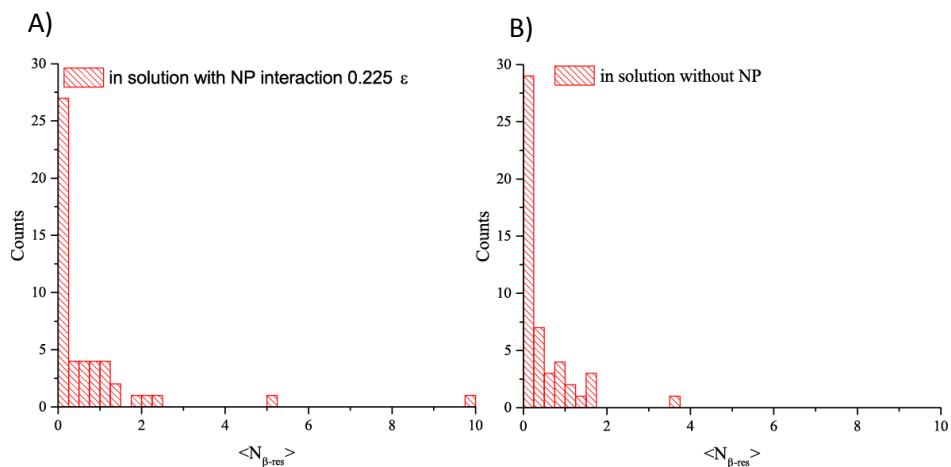 A)
in solution with NP interaction 0.225 ε
30
25
20
15
10
5
0
Counts
0 2 4 6 8 10
<N β-res>
B)
in solution without NP
30
25
20
15
10
5
0
Counts
0 2 4 6 8 10
<N β-res>